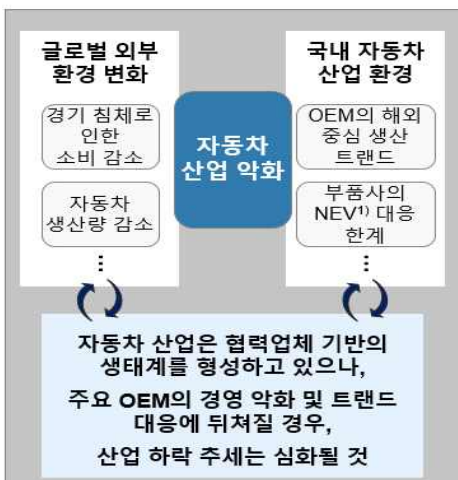 글로벌 외부
환경 변화
경기 침체로
인한
소비 감소
자동차
생산량 감소
⋮
자동차
산업 악화
국내 자동차
산업 환경
OEM의 해외
중심 생산
트랜드
부품사의
NEV¹⁾ 대응
한계
⋮
자동차 산업은 협력업체 기반의
생태계를 형성하고 있으나,
주요 OEM의 경영 악화 및 트랜드
대응에 뒤쳐질 경우,
산업 하락 추세는 심화될 것